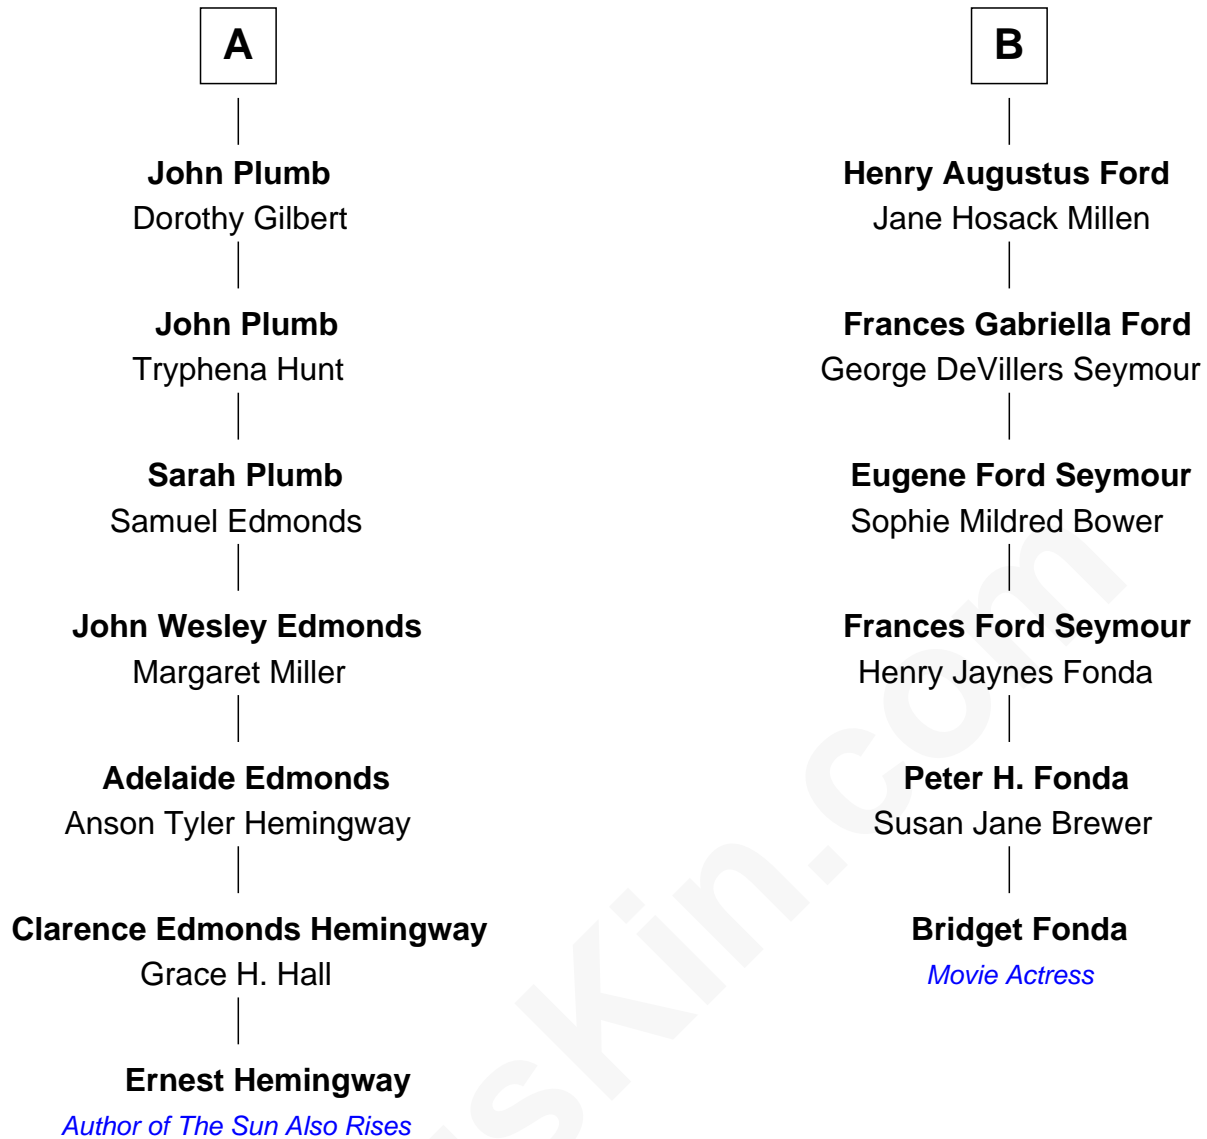 A
John Plumb
Dorothy Gilbert
John Plumb
Tryphena Hunt
Sarah Plumb
Samuel Edmonds
John Wesley Edmonds
Margaret Miller
Adelaide Edmonds
Anson Tyler Hemingway
Clarence Edmonds Hemingway
Grace H. Hall
Ernest Hemingway
Author of The Sun Also Rises
B
Henry Augustus Ford
Jane Hosack Millen
Frances Gabriella Ford
George DeVillers Seymour
Eugene Ford Seymour
Sophie Mildred Bower
Frances Ford Seymour
Henry Jaynes Fonda
Peter H. Fonda
Susan Jane Brewer
Bridget Fonda
Movie Actress